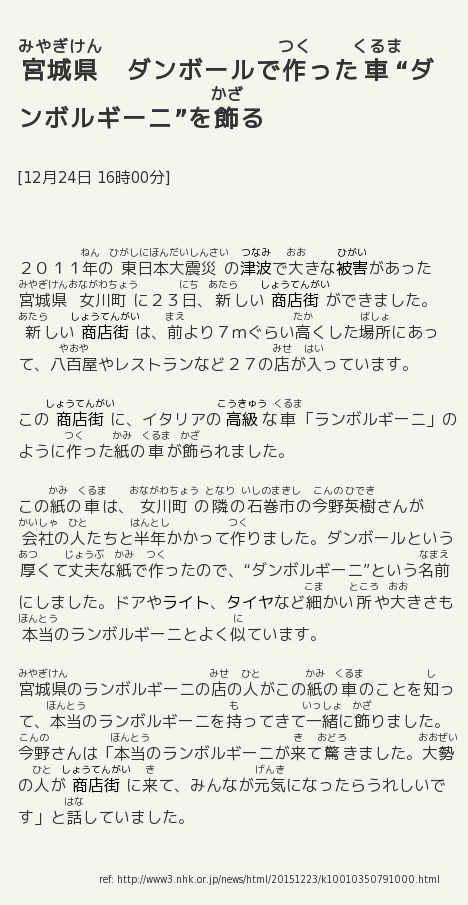 宮城県　ダンボールで作った車“ダ
ンボルギーニ”を飾る
[12月24日 16時00分]
２０１１年の東日本大震災の津波で大きな被害があった
宮城県女川町に２３日、新しい商店街ができました。
新しい商店街は、前より７ｍぐらい高くした場所にあっ
て、八百屋やレストランなど２７の店が入っています。
この商店街に、イタリアの高級な車「ランボルギーニ」の
ように作った紙の車が飾られました。
この紙の車は、女川町の隣の石巻市の今野英樹さんが
会社の人たちと半年かかって作りました。ダンボールという
厚くて丈夫な紙で作ったので、“ダンボルギーニ”という名前
にしました。ドアやライト、タイヤなど細かい所や大きさも
本当のランボルギーニとよく似ています。
宮城県のランボルギーニの店の人がこの紙の車のことを知っ
て、本当のランボルギーニを持ってきて一緒に飾りました。
今野さんは「本当のランボルギーニが来て驚きました。大勢
の人が商店街に来て、みんなが元気になったらうれしいで
す」と話していました。
ref: http://www3.nhk.or.jp/news/html/20151223/k10010350791000.html